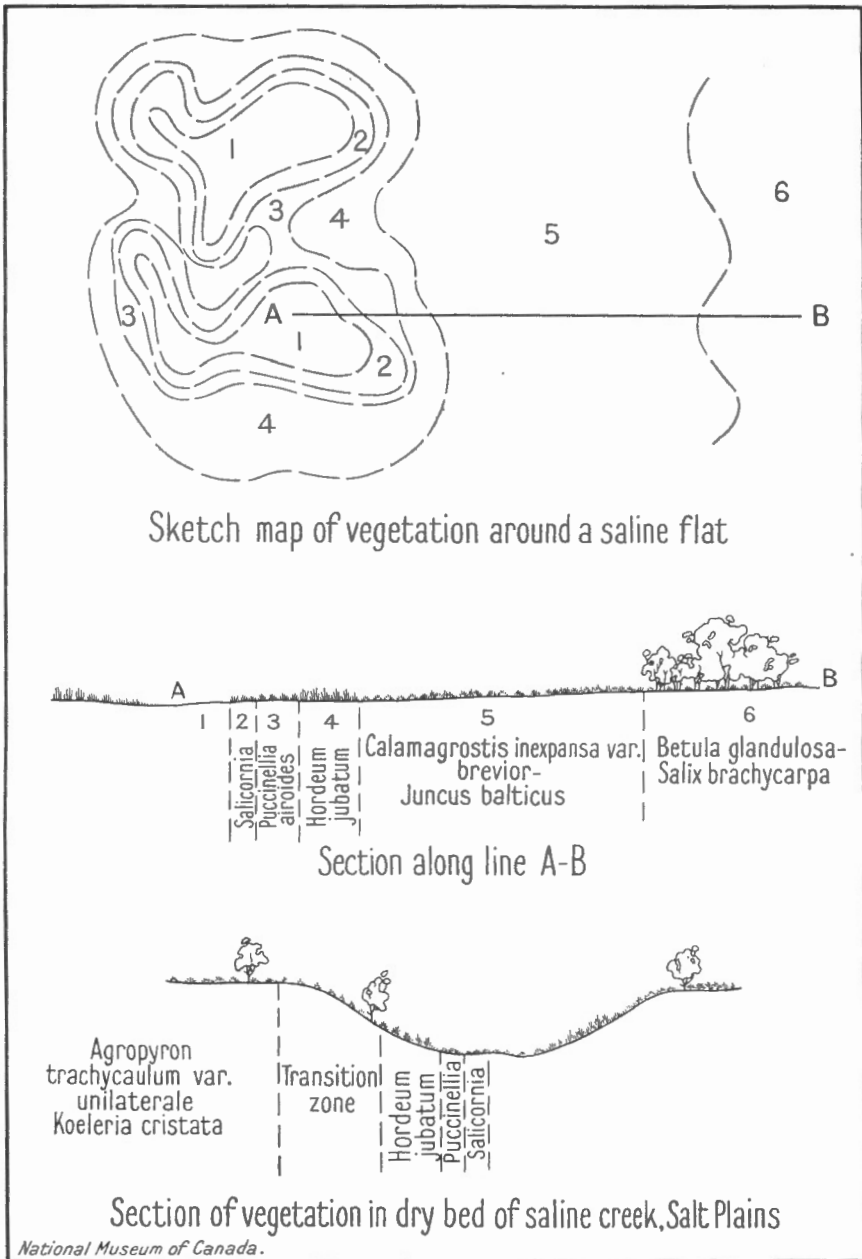 1
2
6
3
4
5
3
A
B
1
2
4
Sketch map of vegetation around a saline flat
A
B
1
2
3
4
5
6
Salicornia
Puccinellia
airoides
Hordeum
jubatum
Calamagrostis inexpansa var.
brevior-
Juncus balticus
Betula glandulosa-
Salix brachycarpa
Section along line A-B
Agropyron
trachycaulum var.
unilaterale
Koeleria cristata
Transition
zone
Hordeum
jubatum
Puccinellia
Salicornia
Section of vegetation in dry bed of saline creek, Salt Plains
National Museum of Canada.